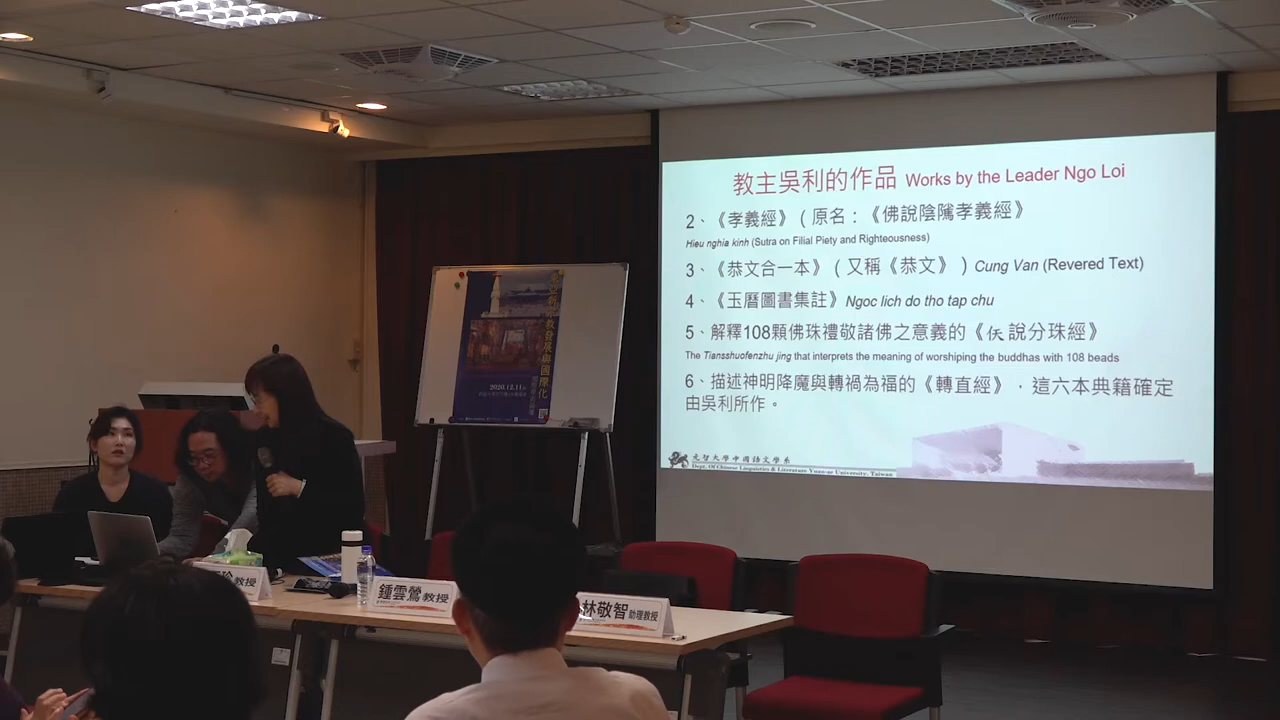 教主吳利的作品 Works by the Leader Ngo Loi
2、《孝義經》(原名：《佛說陰隲孝義經》
Hieu nghia kinh (Sutra on Filial Piety and Righteousness)
3、《恭文合一本》(又稱《恭文》) Cung Van (Revered Text)
4、《玉曆圖書集註》Ngoc lich do tho tap chu
5、解釋108顆佛珠禮敬諸佛之意義的《仸說分珠經》
The Tiansshuofenzhu jing that interprets the meaning of worshiping the buddhas with 108 beads
6、描述神明降魔與轉禍為福的《轉直經》，這六本典籍確定
由吳利所作。
元智大學中國語文學系
Dept. Of Chinese Linguistics & Literature Yuan-ze University, Taiwan
2020.12.11
教授
鍾雲鶯教授
林敬智助理教授